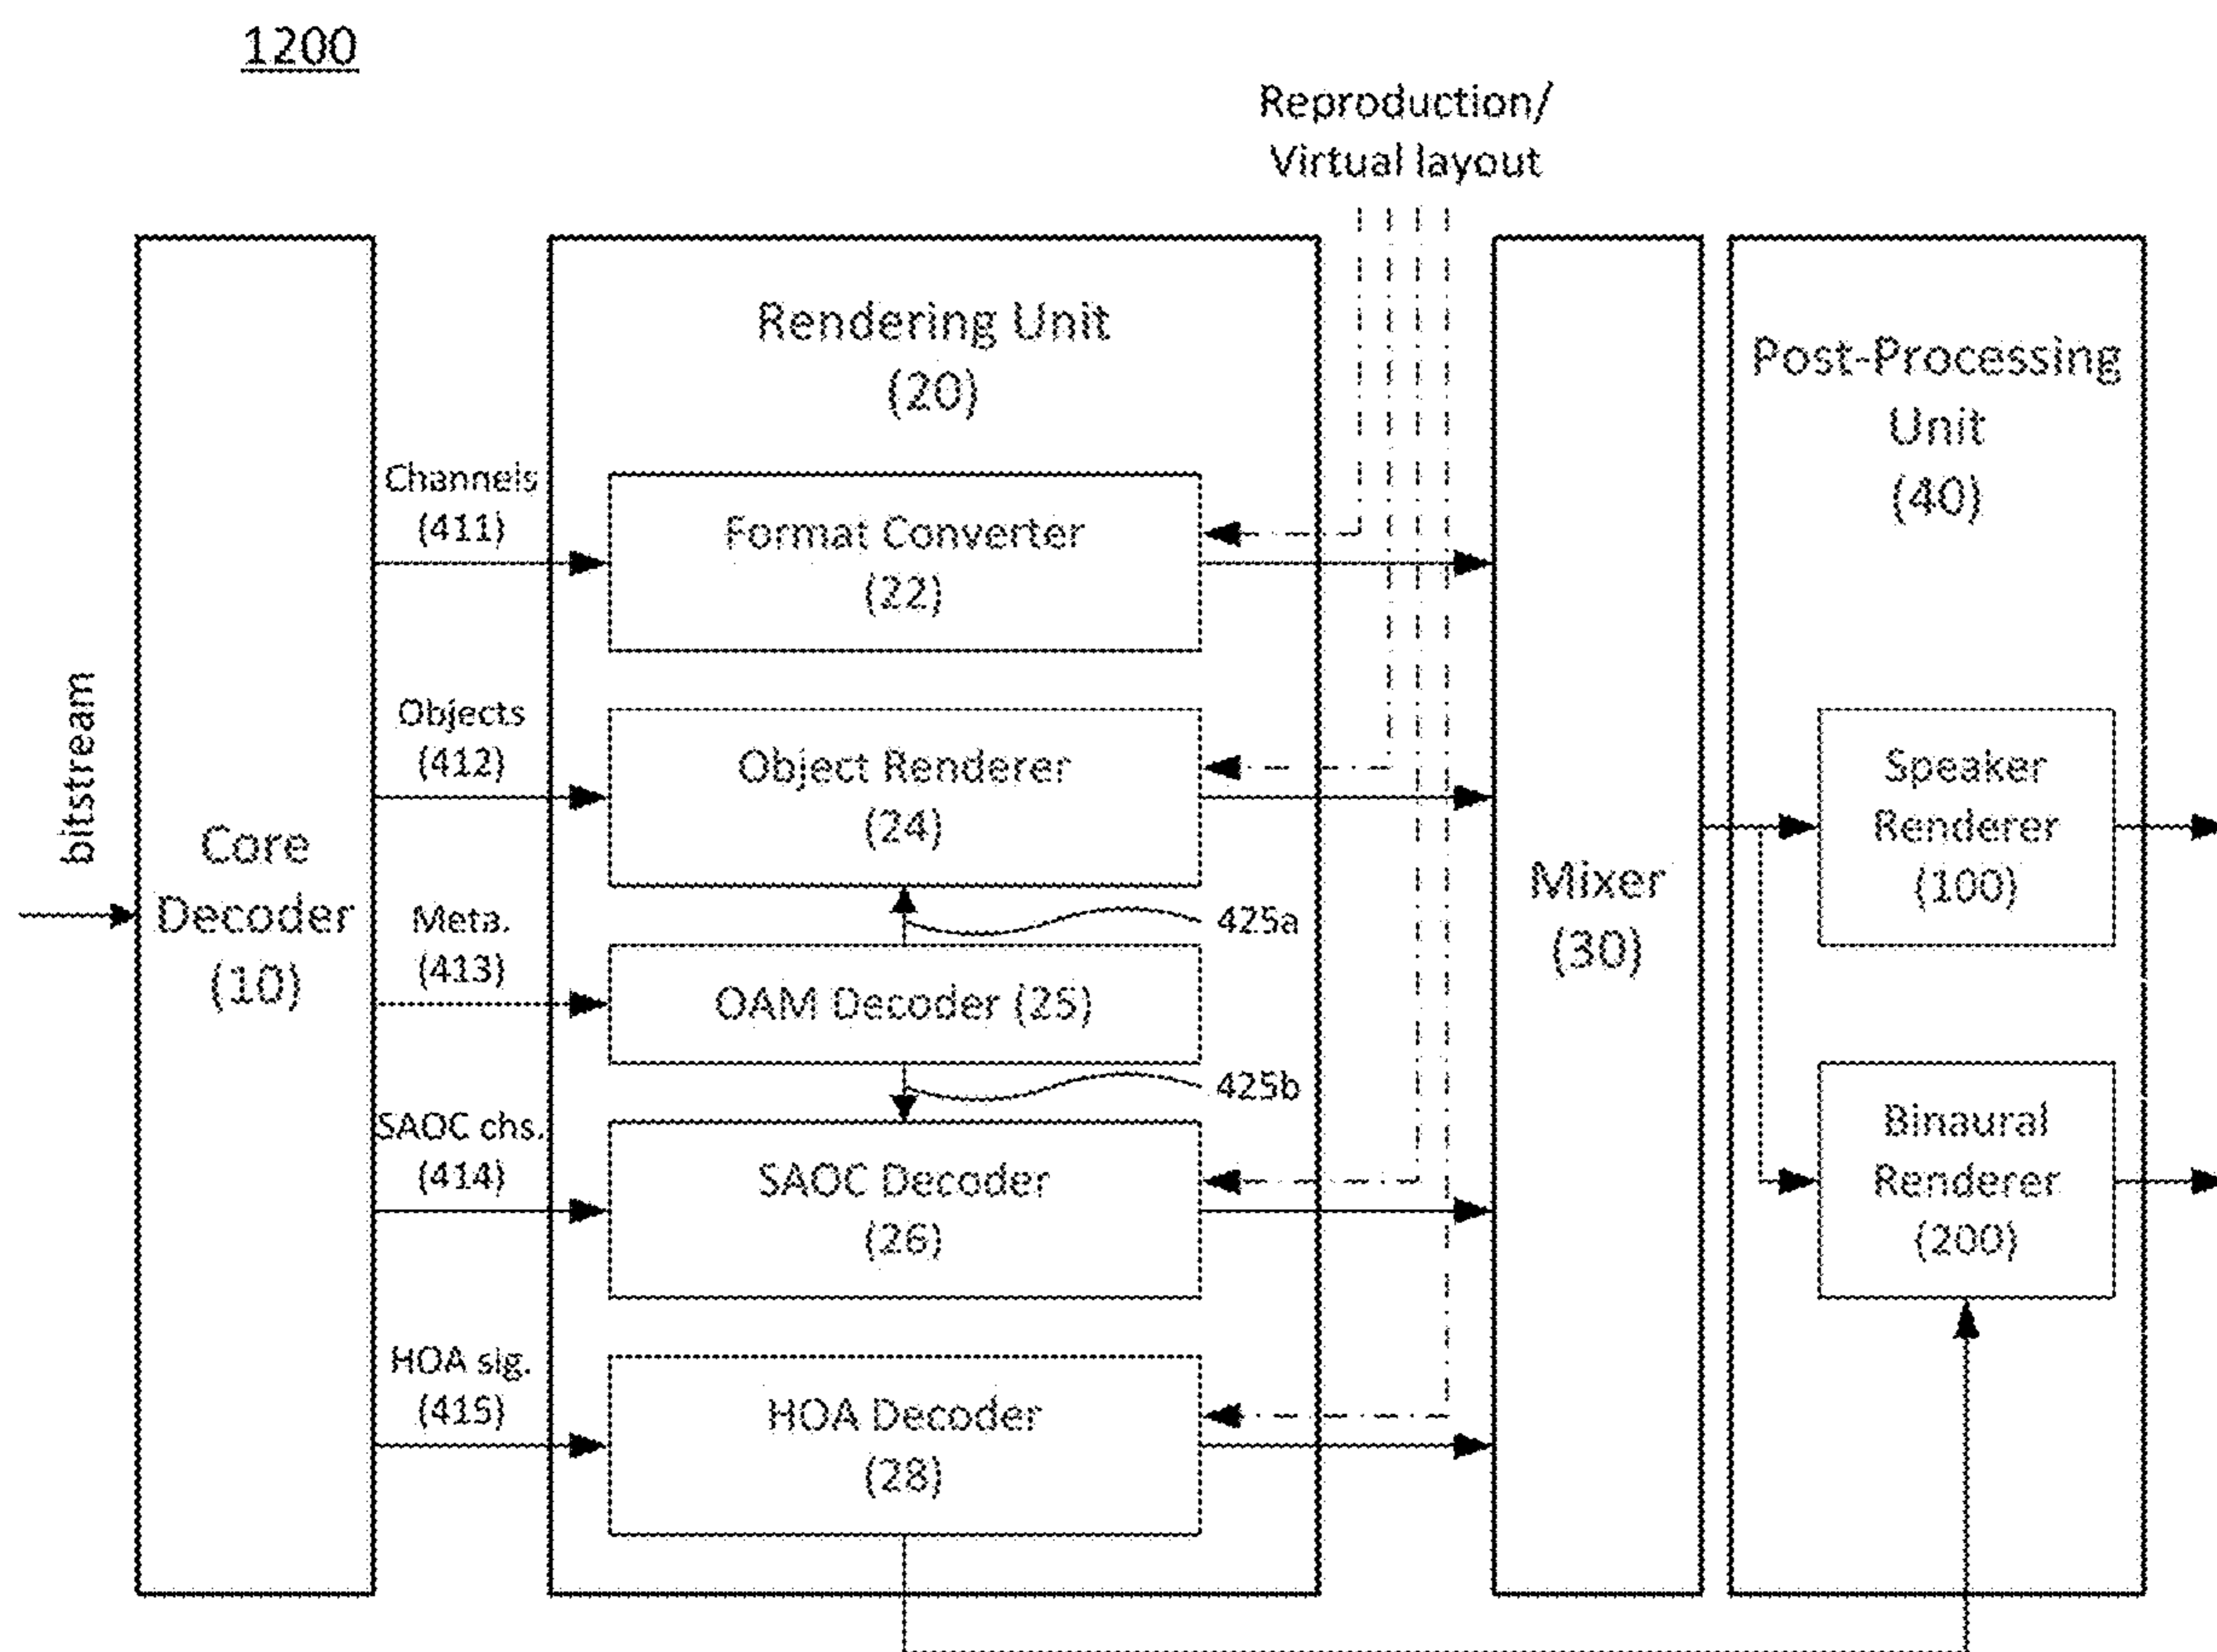 1200
Reproduction/
Virtual layout
bitstream
Core
Decoder
(10)
Channels
(411)
Objects
(412)
Meta.
(413)
SAOC chs.
(414)
HOA sig.
(415)
Rendering Unit
(20)
Format Converter
(22)
Object Renderer
(24)
425a
OAM Decoder (25)
425b
SAOC Decoder
(26)
HOA Decoder
(28)
Mixer
(30)
Post-Processing
Unit
(40)
Speaker
Renderer
(100)
Binaural
Renderer
(200)